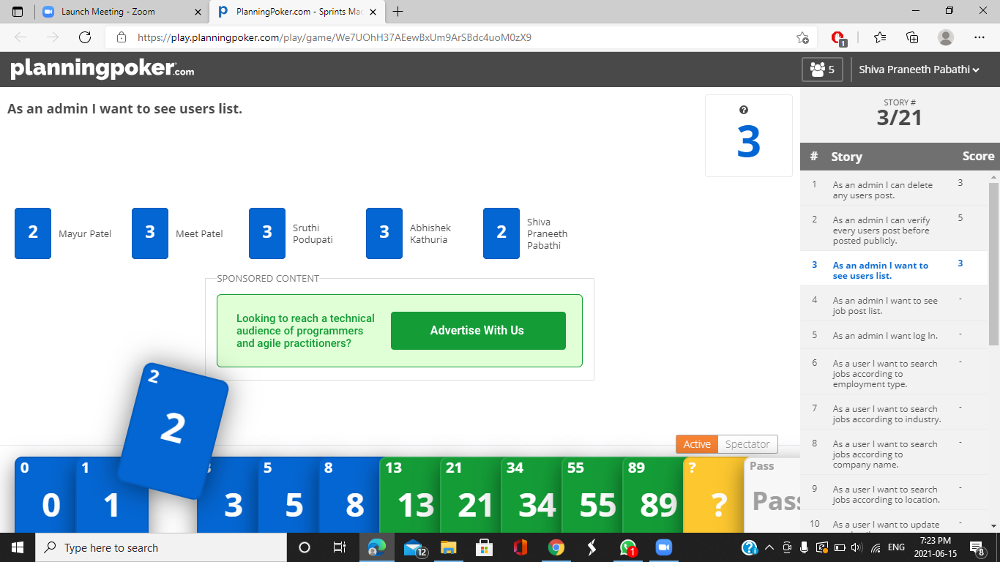 Launch Meeting - Zoom
PlanningPoker.com - Sprints Mac
https://play.planningpoker.com/play/game/We7UOhH37AEewBxUm9ArSBdc4uoM0zX9
1
planningpoker.com
5
Shiva Praneeth Pabathi
As an admin I want to see users list.
3
2
Mayur Patel
3
Meet Patel
3
Sruthi
Podupati
3
Abhishek
Kathuria
2
Shiva
Praneeth
Pabathi
SPONSORED CONTENT
Looking to reach a technical
audience of programmers
and agile practitioners?
Advertise With Us
2
2
Active
Spectator
0
0
1
1
3
5
5
8
8
13
13
21
21
34
34
55
55
89
89
?
?
Pass
Pass
STORY #
3/21
# Story Score
1 As an admin I can delete 3
any users post.
2 As an admin I can verify 5
every users post before
posted publicly.
3 As an admin I want to 3
see users list.
4 As an admin I want to see -
job post list.
5 As an admin I want log In. -
6 As a user I want to search -
jobs according to
employment type.
7 As a user I want to search -
jobs according to industry.
8 As a user I want to search -
jobs according to
company name.
9 As a user I want to search -
jobs according to location.
10 As a user I want to update -
Type here to search
12
1
ENG
7:23 PM
2021-06-15
8